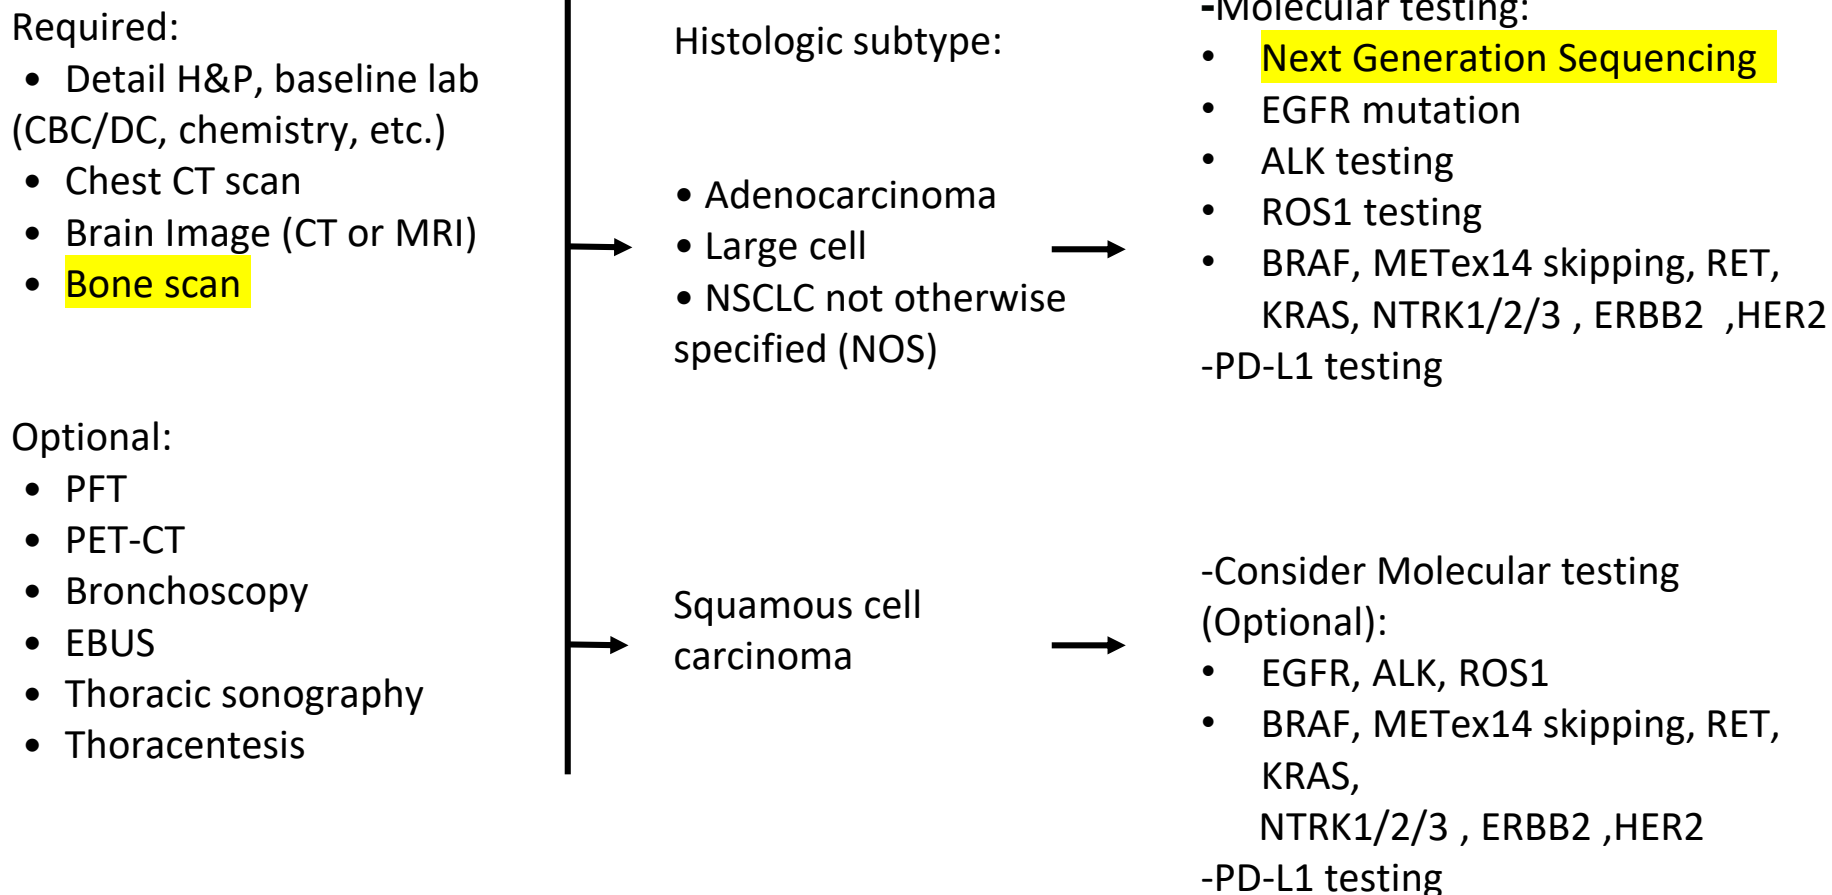 Required:
• Detail H&P, baseline lab
(CBC/DC, chemistry, etc.)
• Chest CT scan
• Brain Image (CT or MRI)
• Bone scan
Optional:
• PFT
• PET-CT
• Bronchoscopy
• EBUS
• Thoracic sonography
• Thoracentesis
Histologic subtype:
• Adenocarcinoma
• Large cell
• NSCLC not otherwise
specified (NOS)
Squamous cell
carcinoma
-Molecular testing:
• Next Generation Sequencing
• EGFR mutation
• ALK testing
• ROS1 testing
• BRAF, METex14 skipping, RET,
KRAS, NTRK1/2/3 , ERBB2 ,HER2
-PD-L1 testing
-Consider Molecular testing
(Optional):
• EGFR, ALK, ROS1
• BRAF, METex14 skipping, RET,
KRAS,
NTRK1/2/3 , ERBB2 ,HER2
-PD-L1 testing